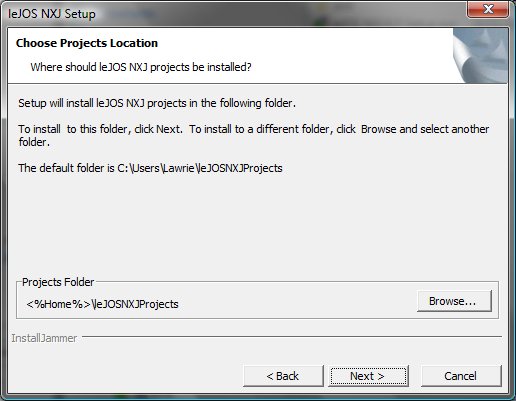 leJOS NXJ Setup
Choose Projects Location
Where should leJOS NXJ projects be installed?
Setup will install leJOS NXJ projects in the following folder.
To install  to this folder, click Next.  To install to a different folder, click  Browse and select another
folder.
The default folder is C:\Users\Lawrie\leJOSNXJProjects
Projects Folder
<%Home%>\leJOSNXJProjects
Browse...
InstallJammer
< Back
Next >
Cancel